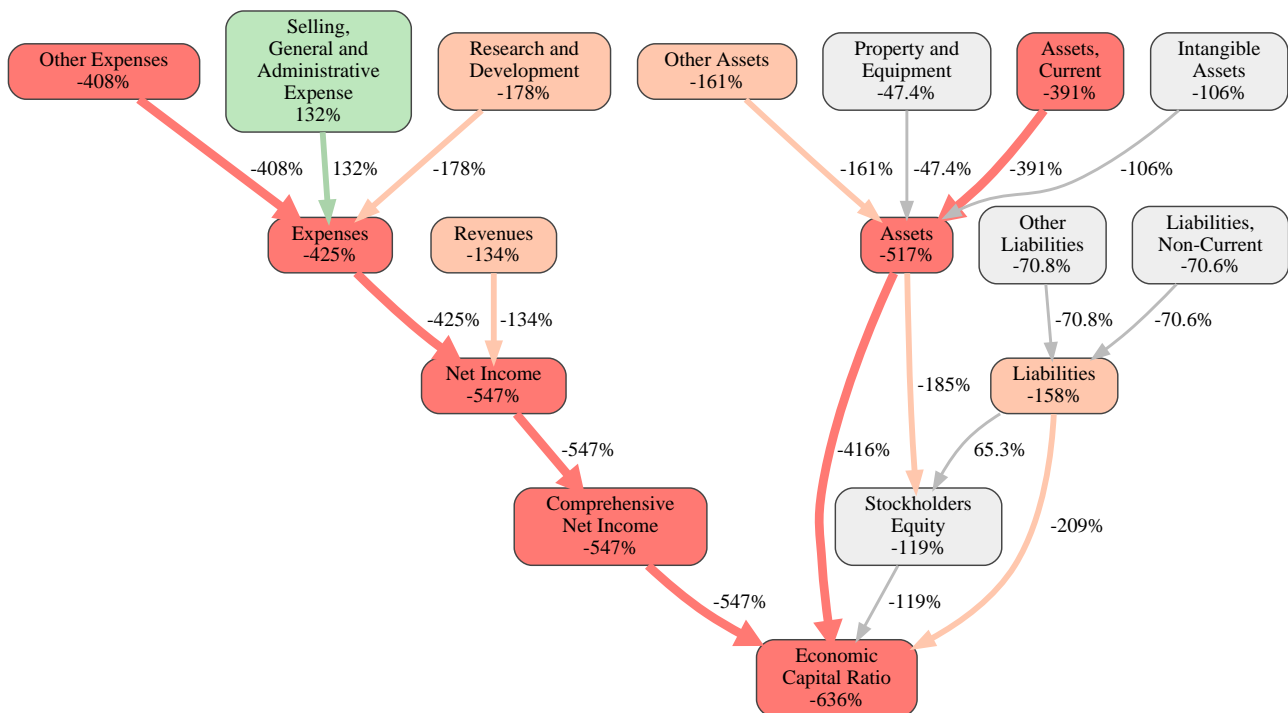 Other Expenses
-408%
Selling,
General and
Administrative
Expense
132%
Research and
Development
-178%
Other Assets
-161%
Property and
Equipment
-47.4%
Assets,
Current
-391%
Intangible
Assets
-106%
-408%
132%
-178%
-161%
-47.4%
-391%
-106%
Expenses
-425%
Revenues
-134%
Assets
-517%
Other
Liabilities
-70.8%
Liabilities,
Non-Current
-70.6%
-425%
-134%
-70.8%
-70.6%
Net Income
-547%
-185%
Liabilities
-158%
-547%
-416%
65.3%
Comprehensive
Net Income
-547%
Stockholders
Equity
-119%
-209%
-547%
-119%
Economic
Capital Ratio
-636%